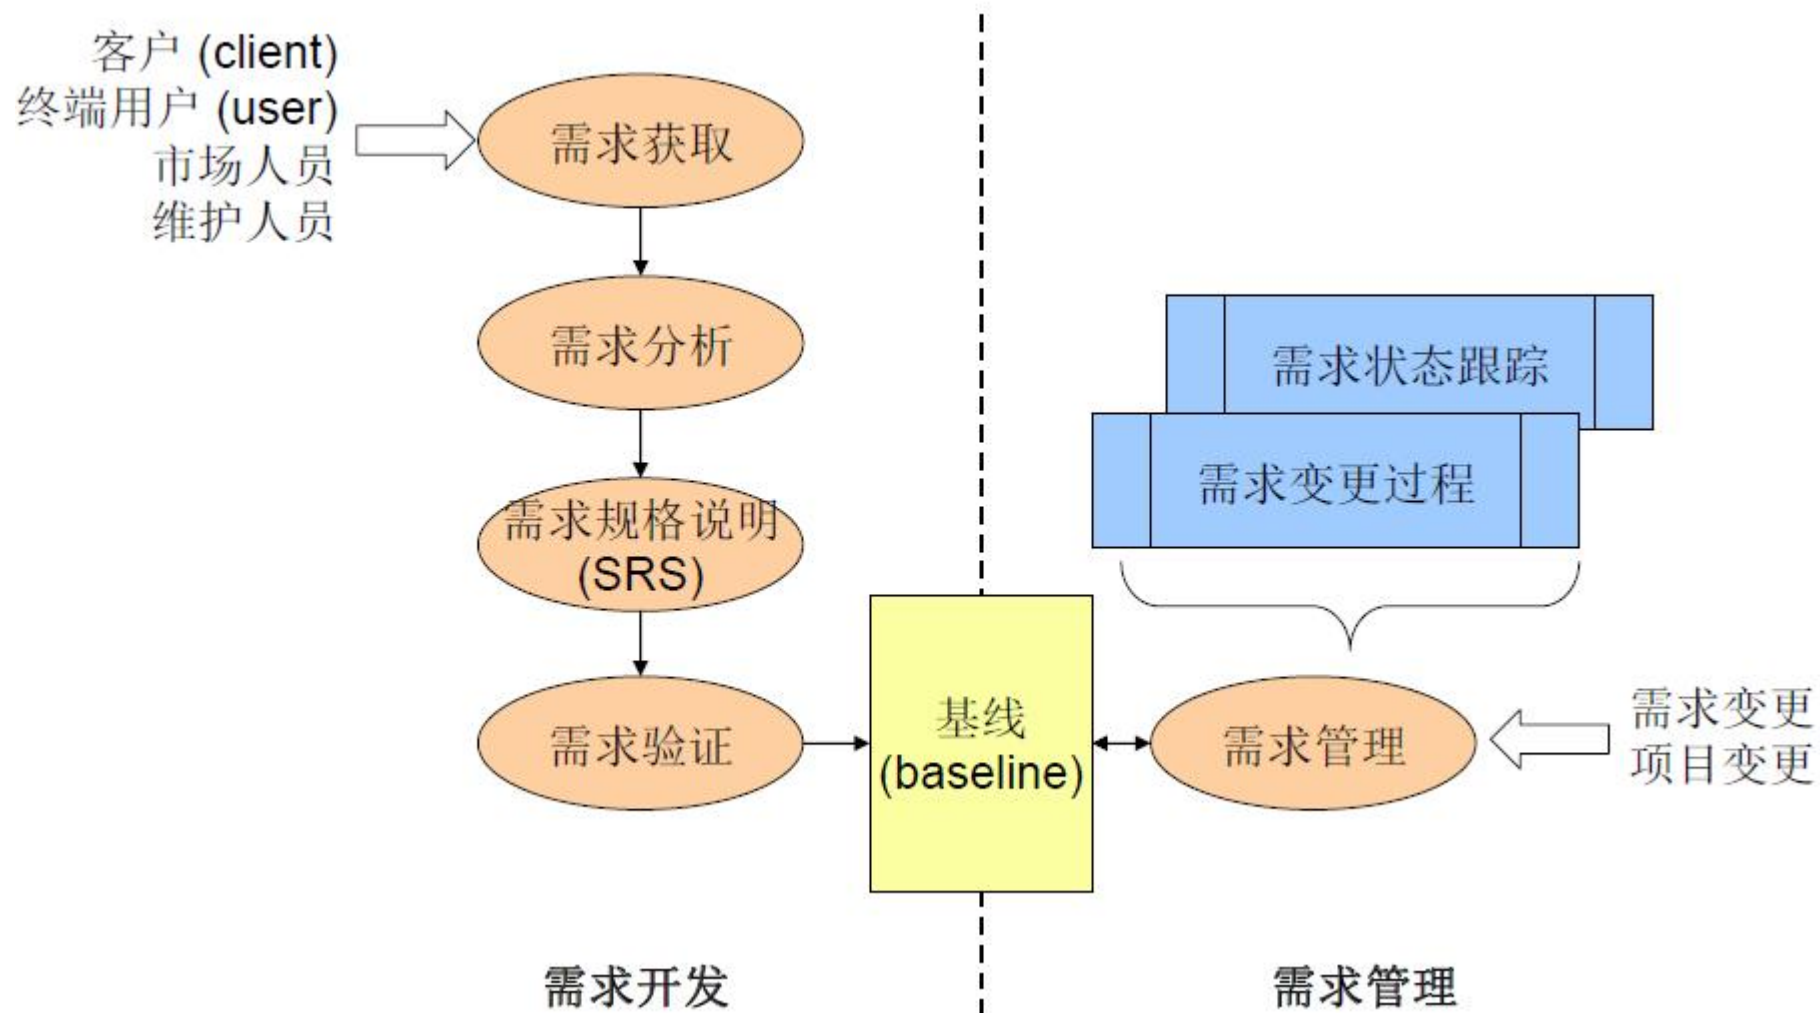 客户 (client)
终端用户 (user)
市场人员
维护人员
需求获取
需求分析
需求规格说明
(SRS)
需求验证
基线
(baseline)
需求状态跟踪
需求变更过程
需求管理
需求变更
项目变更
需求开发
需求管理